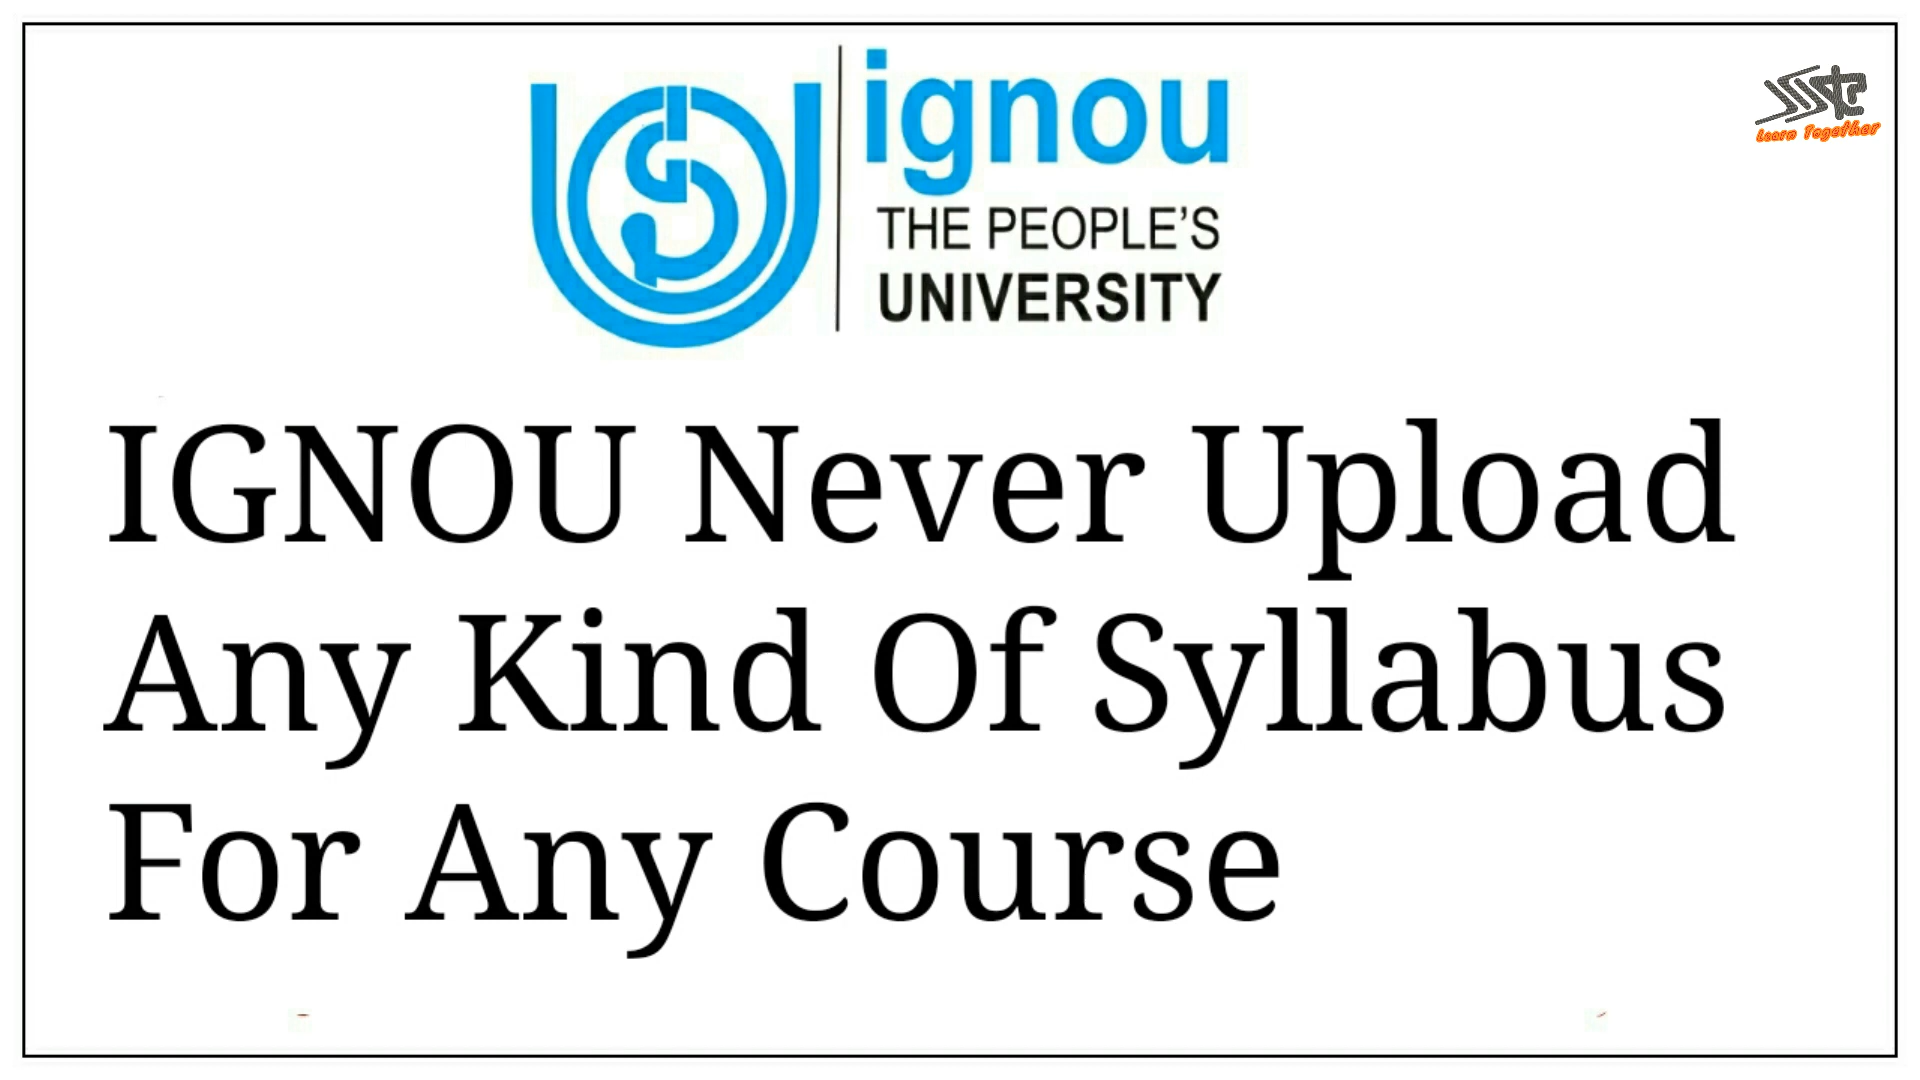 ignou
THE PEOPLE'S
UNIVERSITY
Learn Together
IGNOU Never Upload
Any Kind Of Syllabus
For Any Course